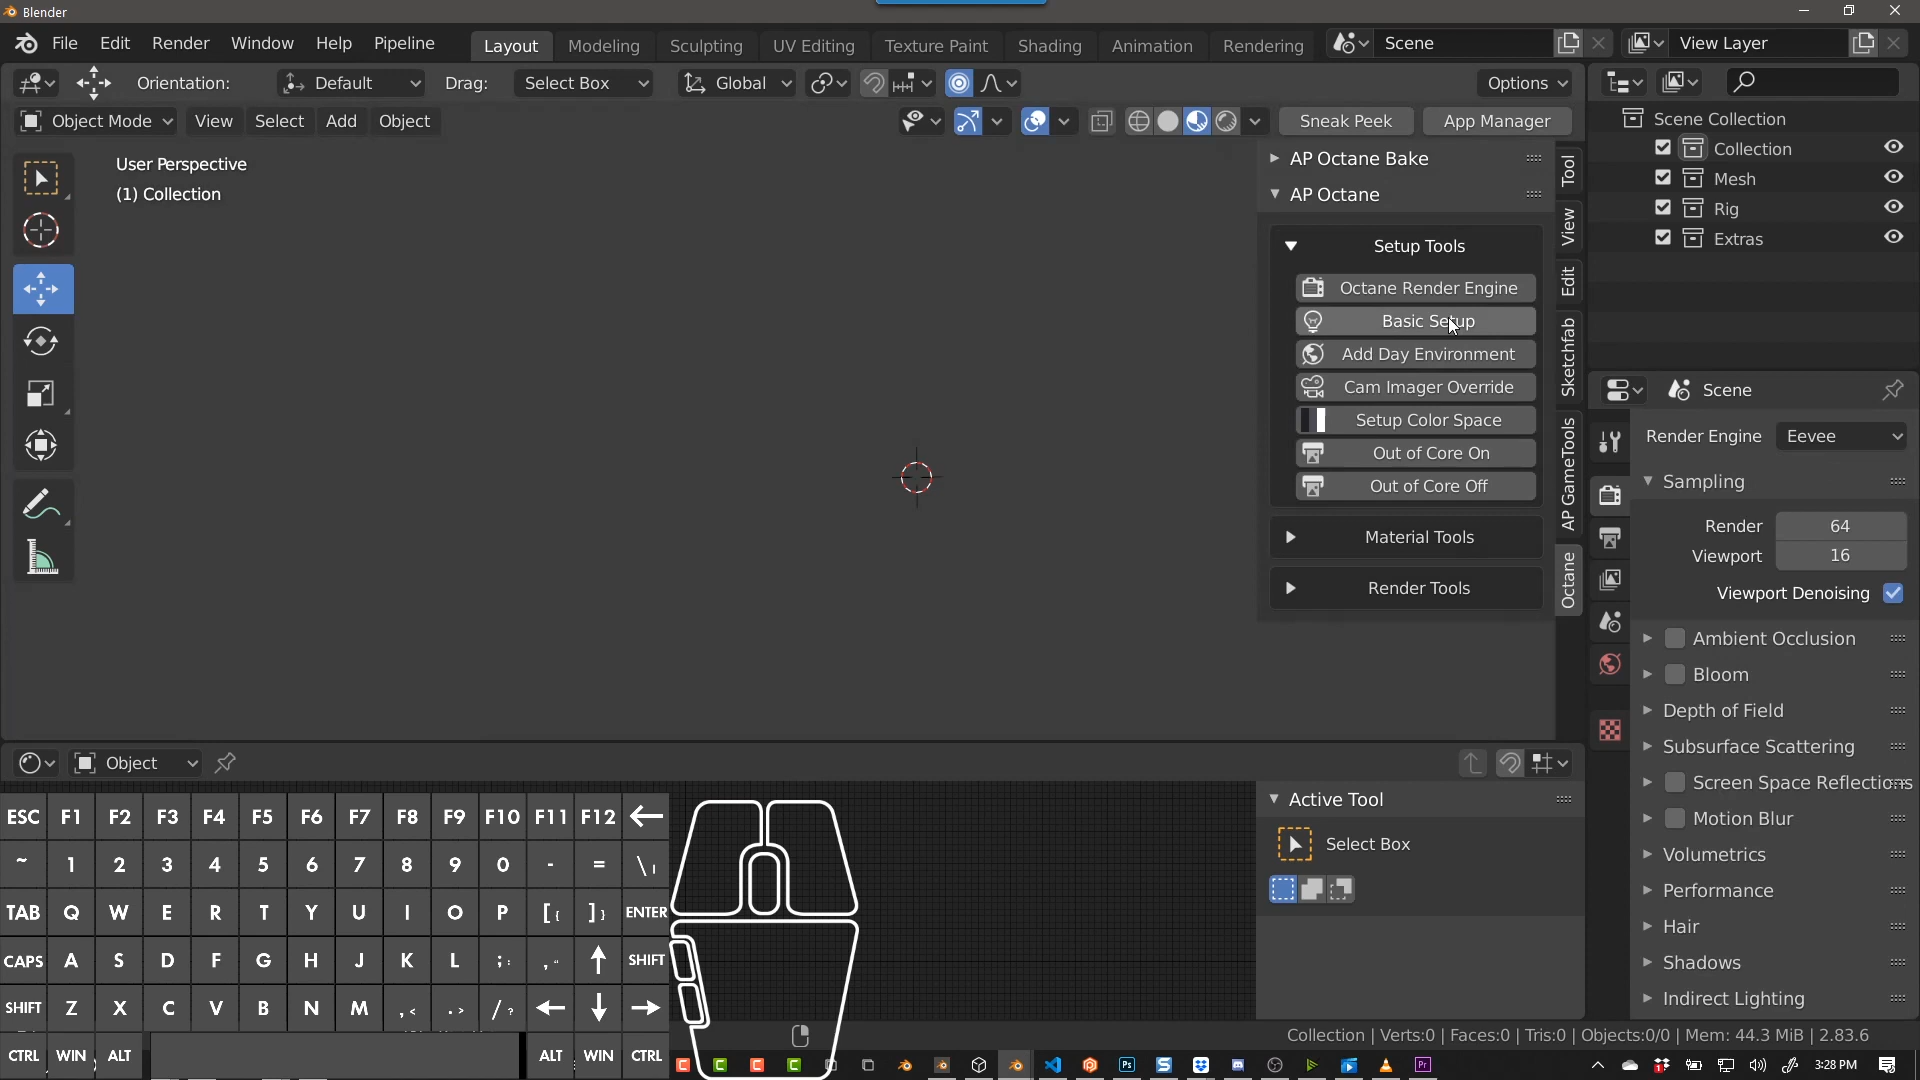 Blender
File Edit Render Window Help Pipeline Layout Modeling Sculpting UV Editing Texture Paint Shading Animation Rendering Scene View Layer
Orientation: Default Drag: Select Box Global Options
Object Mode View Select Add Object Sneak Peek App Manager
User Perspective
(1) Collection
AP Octane Bake
AP Octane
Setup Tools
Octane Render Engine
Basic Setup
Add Day Environment
Cam Imager Override
Setup Color Space
Out of Core On
Out of Core Off
Material Tools
Render Tools
Tool
View
Edit
Sketchfab
AP GameTools
Octane
Scene Collection
Collection
Mesh
Rig
Extras
Scene
Render Engine Eevee
Sampling
Render 64
Viewport 16
Viewport Denoising
Ambient Occlusion
Bloom
Depth of Field
Subsurface Scattering
Screen Space Reflections
Motion Blur
Volumetrics
Performance
Hair
Shadows
Indirect Lighting
Object
Active Tool
Select Box
ESC F1 F2 F3 F4 F5 F6 F7 F8 F9 F10 F11 F12
~ 1 2 3 4 5 6 7 8 9 0 - = \ |
TAB Q W E R T Y U I O P [ { ] } ENTER
CAPS A S D F G H J K L ; : , " SHIFT
SHIFT Z X C V B N M , < . > / ?
CTRL WIN ALT ALT WIN CTRL
Collection | Verts:0 | Faces:0 | Tris:0 | Objects:0/0 | Mem: 44.3 MiB | 2.83.6
3:28 PM